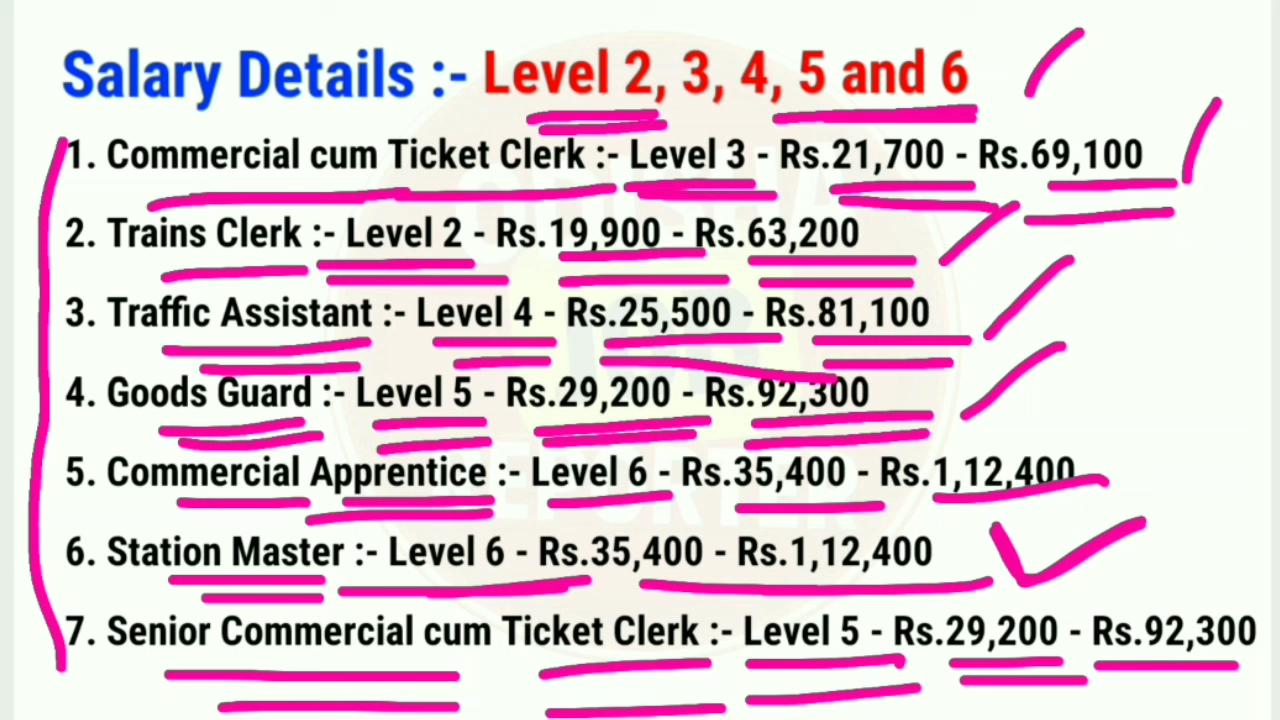 Salary Details :- Level 2, 3, 4, 5 and 6
1. Commercial cum Ticket Clerk :- Level 3 - Rs.21,700 - Rs.69,100
2. Trains Clerk :- Level 2 - Rs.19,900 - Rs.63,200
3. Traffic Assistant :- Level 4 - Rs.25,500 - Rs.81,100
4. Goods Guard :- Level 5 - Rs.29,200 - Rs.92,300
5. Commercial Apprentice :- Level 6 - Rs.35,400 - Rs.1,12,400
6. Station Master :- Level 6 - Rs.35,400 - Rs.1,12,400
7. Senior Commercial cum Ticket Clerk :- Level 5 - Rs.29,200 - Rs.92,300